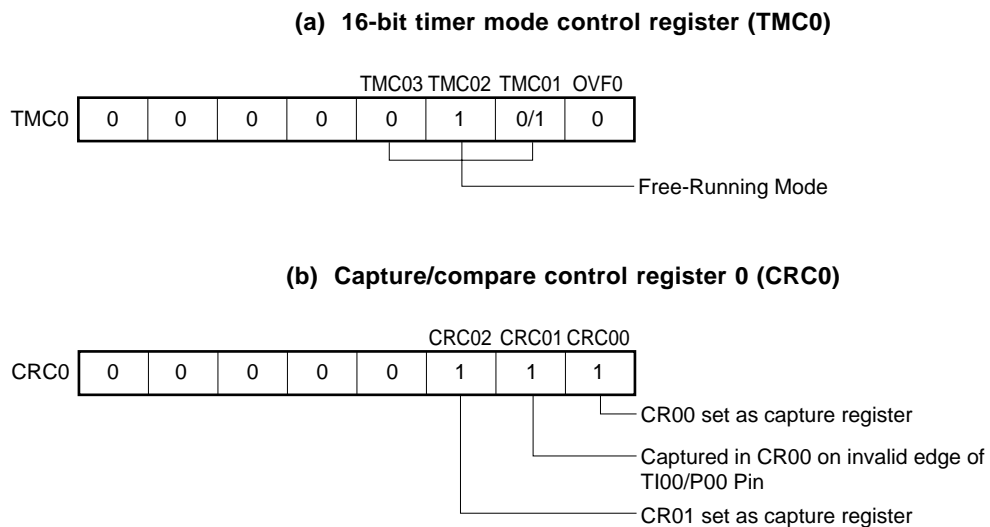 (a) 16-bit timer mode control register (TMC0)
TMC03 TMC02 TMC01 OVF0
TMC0 0 0 0 0 0 1 0/1 0
Free-Running Mode
(b) Capture/compare control register 0 (CRC0)
CRC02 CRC01 CRC00
CRC0 0 0 0 0 0 1 1 1
CR00 set as capture register
Captured in CR00 on invalid edge of
TI00/P00 Pin
CR01 set as capture register